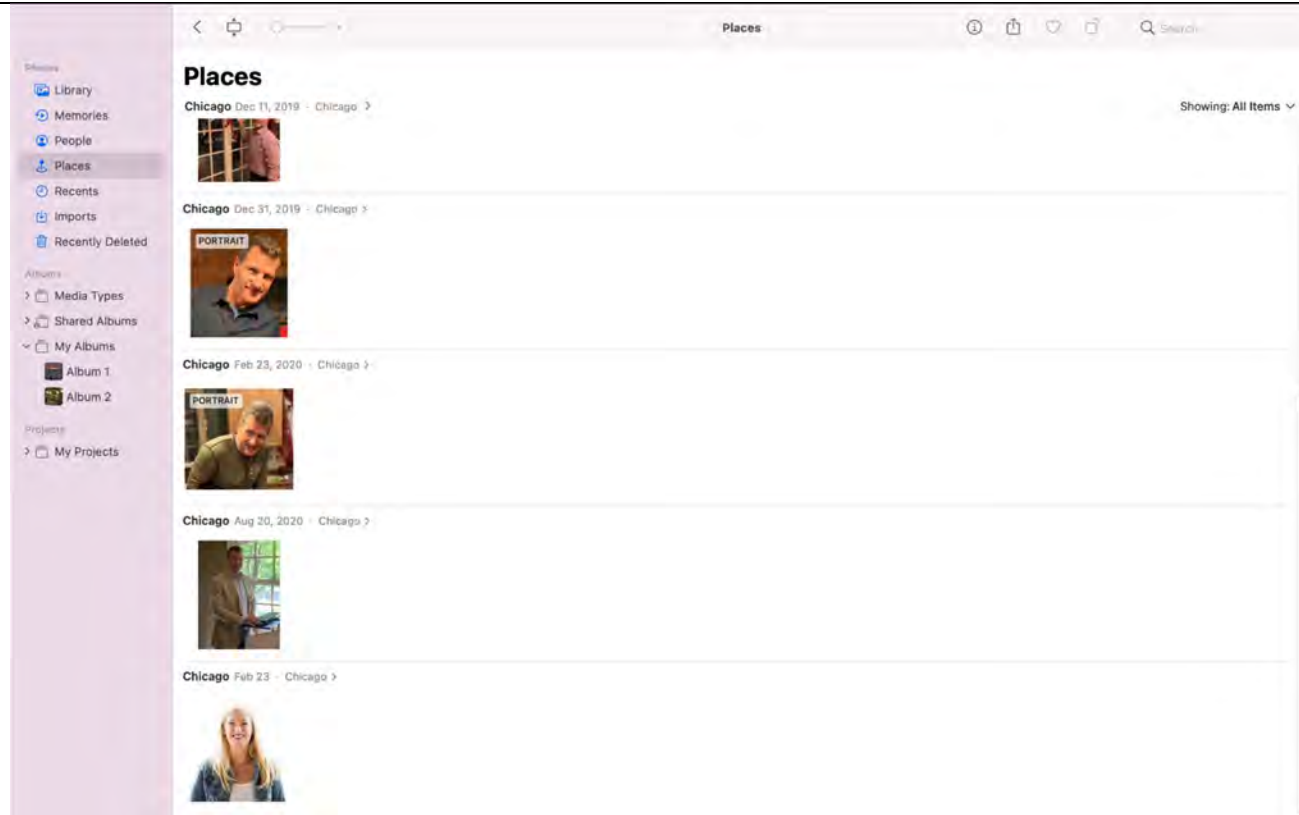 Places
Search
Photos
Library
Memories
People
Places
Recents
Imports
Recently Deleted
Albums
Media Types
Shared Albums
My Albums
Album 1
Album 2
Projects
My Projects
Places
Chicago Dec 11, 2019 · Chicago >
Showing: All Items
Chicago Dec 31, 2019 · Chicago >
PORTRAIT
Chicago Feb 23, 2020 · Chicago >
PORTRAIT
Chicago Aug 20, 2020 · Chicago >
Chicago Feb 23 · Chicago >